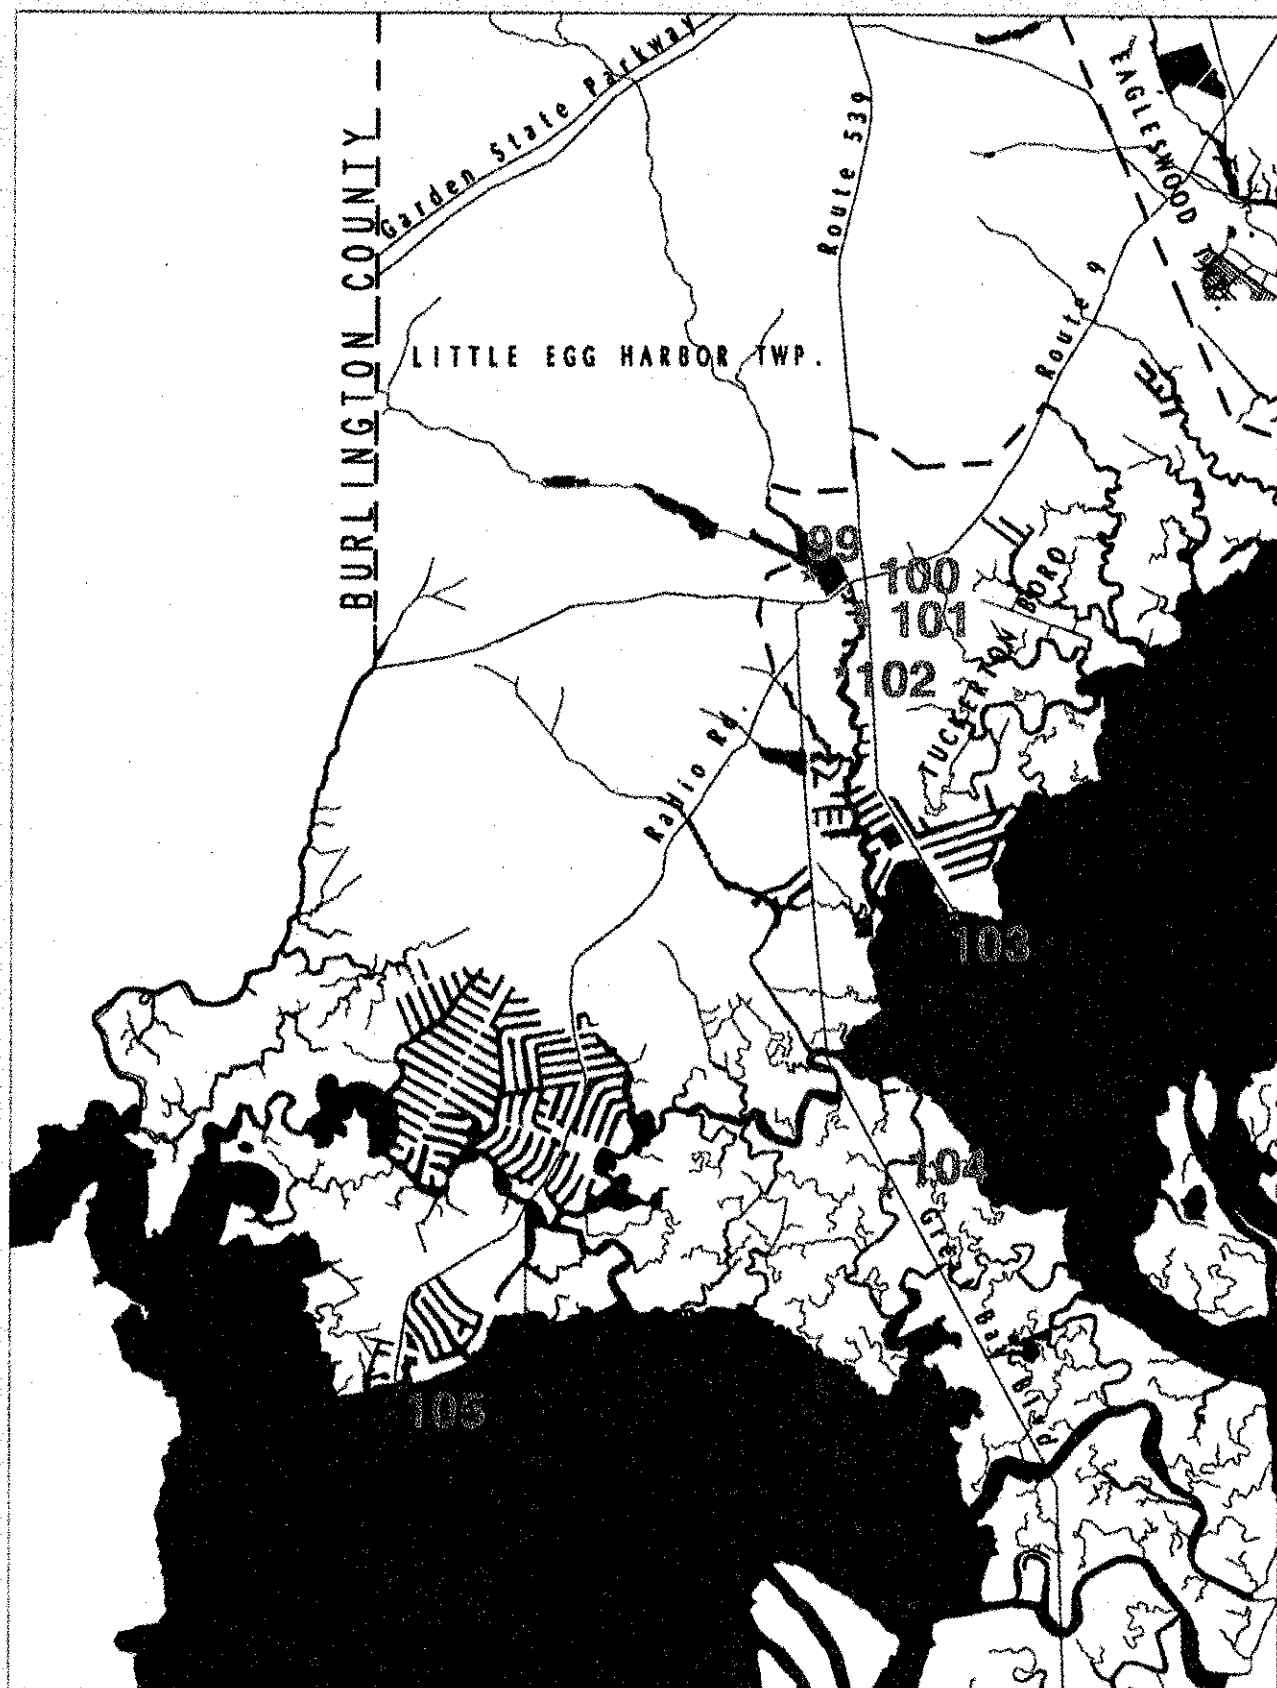 Garden State Parkway
Route 539
EAGLESWOOD
BURLINGTON COUNTY
Route 9
LITTLE EGG HARBOR TWP.
99
100
101
102
TUCKERTON BORO
Radio Rd.
103
104
105